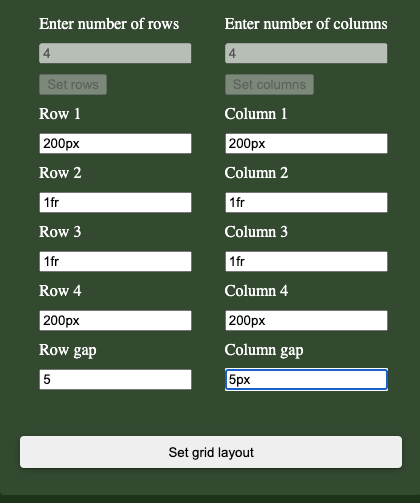 Enter number of rows
Enter number of columns
4
4
Set rows
Set columns
Row 1
Column 1
200px
200px
Row 2
Column 2
1fr
1fr
Row 3
Column 3
1fr
1fr
Row 4
Column 4
200px
200px
Row gap
Column gap
5
5px
Set grid layout